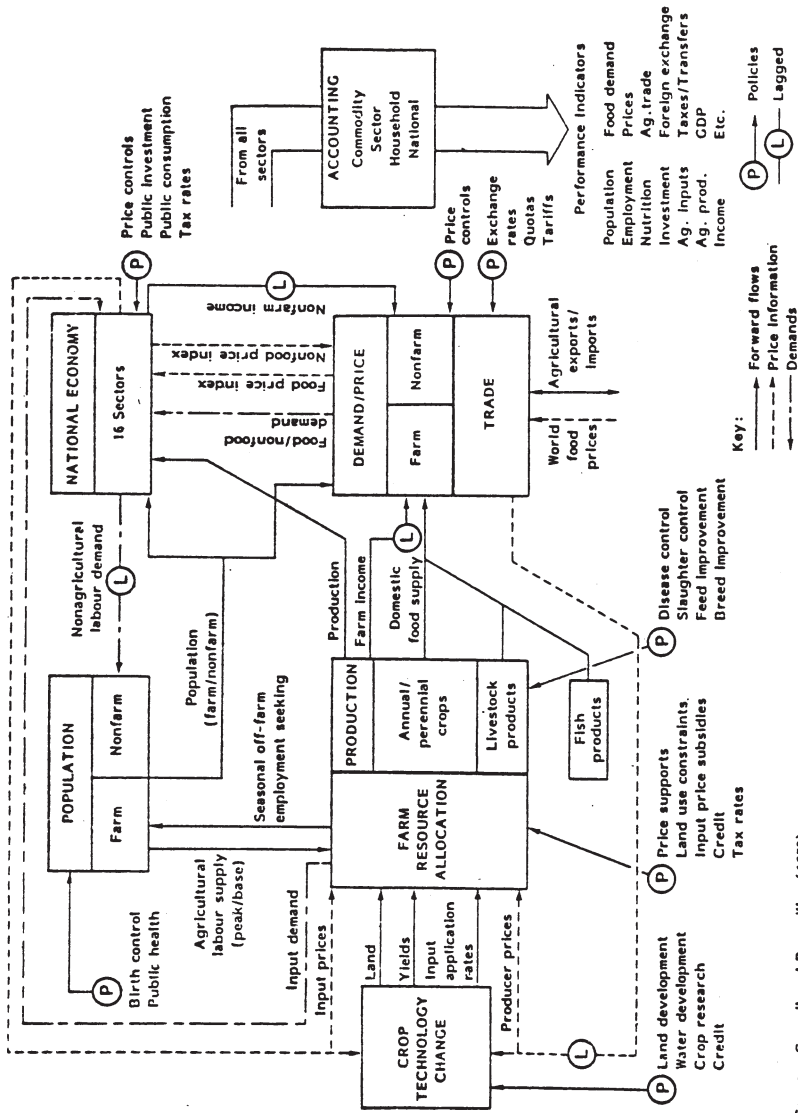 POPULATION
Farm
Nonfarm
NATIONAL ECONOMY
16 Sectors
P
Birth control
Public health
Nonagricultural
labour demand
L
P
Price controls
Public Investment
Public consumption
Tax rates
From all
sectors
ACCOUNTING
Commodity
Sector
Household
National
Agricultural
labour supply
(peak/base)
Seasonal off-farm
employment seeking
Population
(farm/nonfarm)
Food/nonfood
demand
Food price index
Nonfood price index
Nonfarm income
L
Input demand
Input prices
Land
Yields
Input
application
rates
Producer prices
CROP
TECHNOLOGY
CHANGE
FARM
RESOURCE
ALLOCATION
PRODUCTION
Annual/
perennial
crops
Livestock
products
Fish
products
Production
Farm Income
L
Domestic
food supply
DEMAND/PRICE
Farm
Nonfarm
TRADE
P
Price
controls
P
Exchange
rates
Quotas
Tariffs
World
food
prices
Agricultural
exports/
Imports
Performance Indicators
Population
Employment
Nutrition
Investment
Ag. Inputs
Ag. prod.
Income
Food demand
Prices
Ag.trade
Foreign exchange
Taxes/Transfers
GDP
Etc.
L
P
Land development
Water development
Crop research
Credit
P
Price supports
Land use constraints.
Input price subsidies
Credit
Tax rates
P
Disease control
Slaughter control
Feed Improvement
Breed Improvement
Key:
Forward flows
Price Information
Demands
P
Policies
L
Lagged